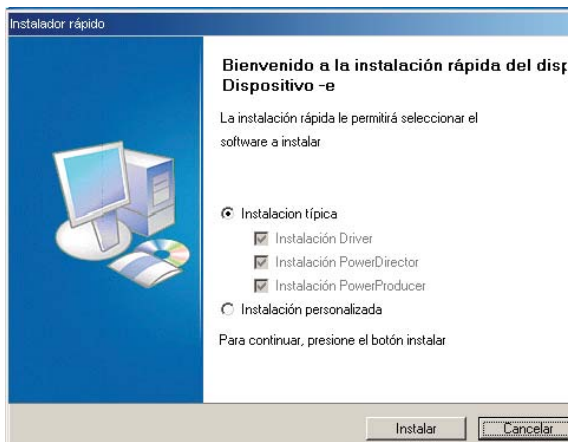 Instalador rápido
Bienvenido a la instalación rápida del disp
Dispositivo -e
La instalación rápida le permitirá seleccionar el
software a instalar
Instalacion típica
Instalación Driver
Instalación PowerDirector
Instalación PowerProducer
Instalación personalizada
Para continuar, presione el botón instalar
Instalar
Cancelar